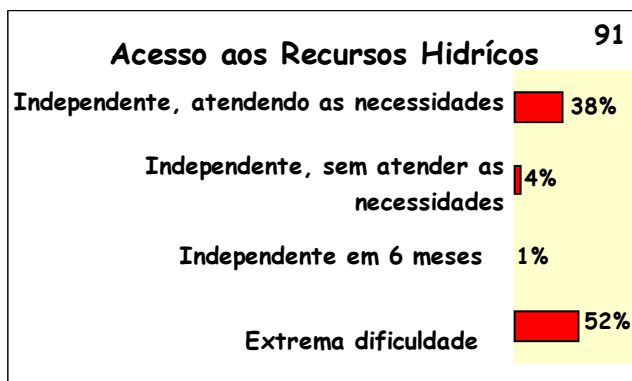 91
Acesso aos Recursos Hidrícos
Independente, atendendo as necessidades 38%
Independente, sem atender as
necessidades 4%
Independente em 6 meses 1%
Extrema dificuldade 52%